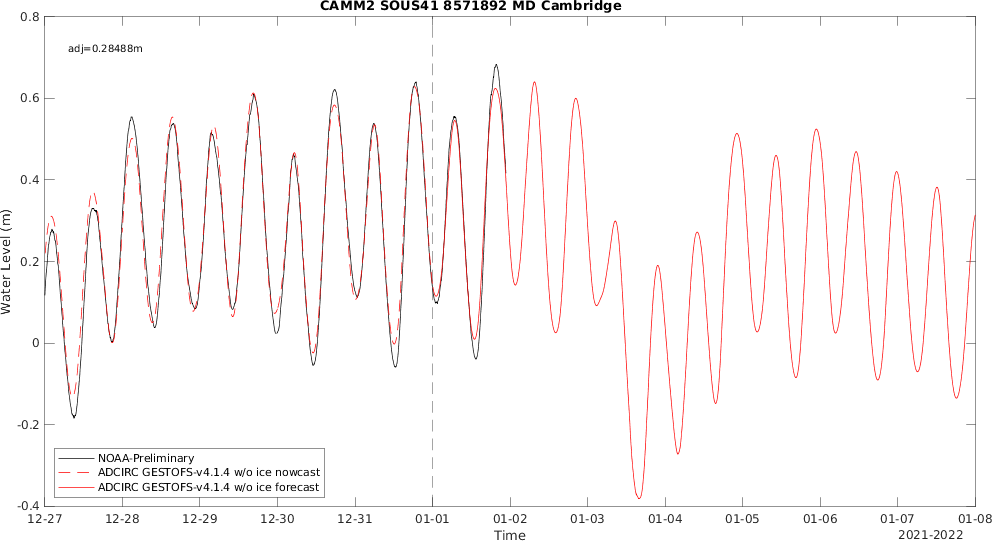 CAMM2 SOUS41 8571892 MD Cambridge
adj=0.28488m
0.8
0.6
0.4
0.2
0
-0.2
-0.4
Water Level (m)
NOAA-Preliminary
ADCIRC GESTOFS-v4.1.4 w/o ice nowcast
ADCIRC GESTOFS-v4.1.4 w/o ice forecast
12-27 12-28 12-29 12-30 12-31 01-01 01-02 01-03 01-04 01-05 01-06 01-07 01-08
Time
2021-2022